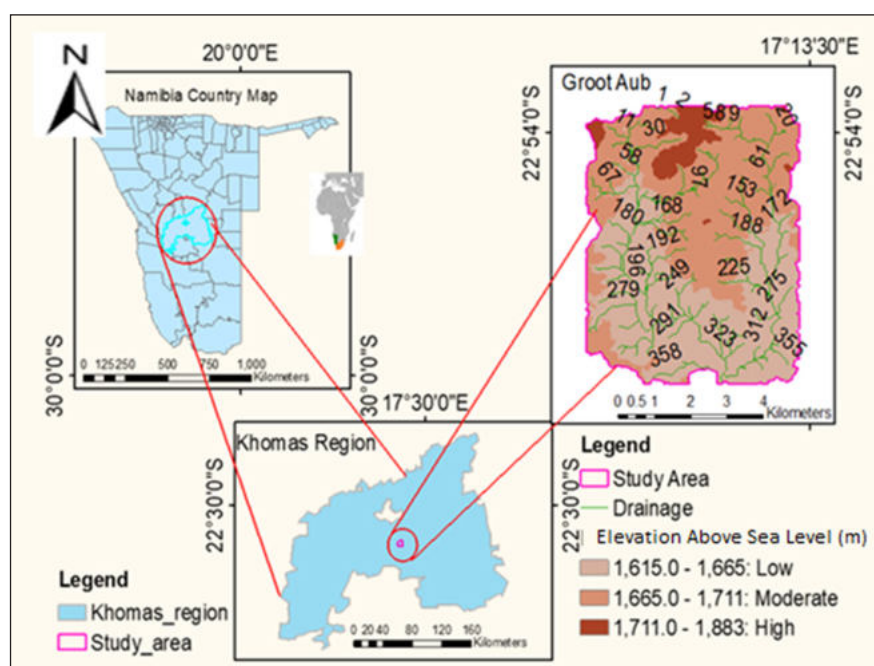 N
20°0'0"E
Namibia Country Map
0 125 250 500 750 1,000
Kilometers
30°0'0"S
30°0'0"S
17°13'30"E
Groot Aub
22°54'0"S
22°54'0"S
1 2 589 20
11 30
58 61
67 97 153
180 168 172
192 188
196 249 225
279 275
291 323 312
358 355
0 0.5 1 2 3 4
Kilometers
17°30'0"E
Khomas Region
22°30'0"S
22°30'0"S
0 20 40 80 120 160
Kilometers
Legend
Khomas_region
Study_area
Legend
Study Area
Drainage
Elevation Above Sea Level (m)
1,615.0 - 1,665: Low
1,665.0 - 1,711: Moderate
1,711.0 - 1,883: High